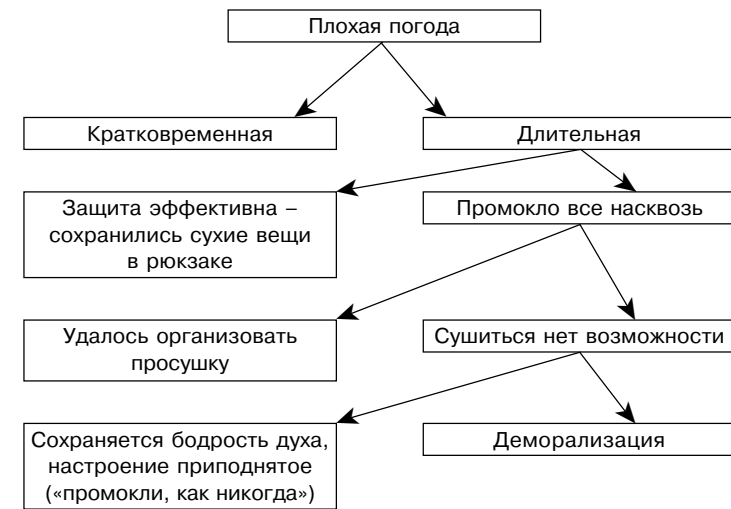 Плохая погода
Кратковременная
Длительная
Защита эффективна –
сохранились сухие вещи
в рюкзаке
Промокло все насквозь
Удалось организовать
просушку
Сушиться нет возможности
Сохраняется бодрость духа,
настроение приподнятое
(«промокли, как никогда»)
Деморализация